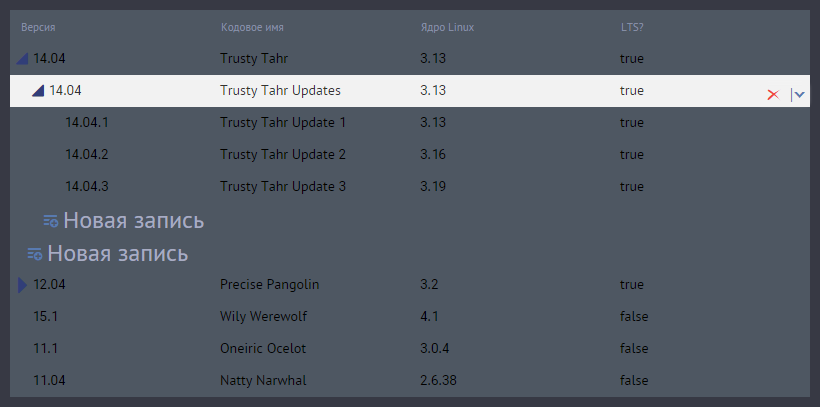 Версия Кодовое имя Ядро Linux LTS?
14.04 Trusty Tahr 3.13 true
14.04 Trusty Tahr Updates 3.13 true
14.04.1 Trusty Tahr Update 1 3.13 true
14.04.2 Trusty Tahr Update 2 3.16 true
14.04.3 Trusty Tahr Update 3 3.19 true
Новая запись
Новая запись
12.04 Precise Pangolin 3.2 true
15.1 Wily Werewolf 4.1 false
11.1 Oneiric Ocelot 3.0.4 false
11.04 Natty Narwhal 2.6.38 false